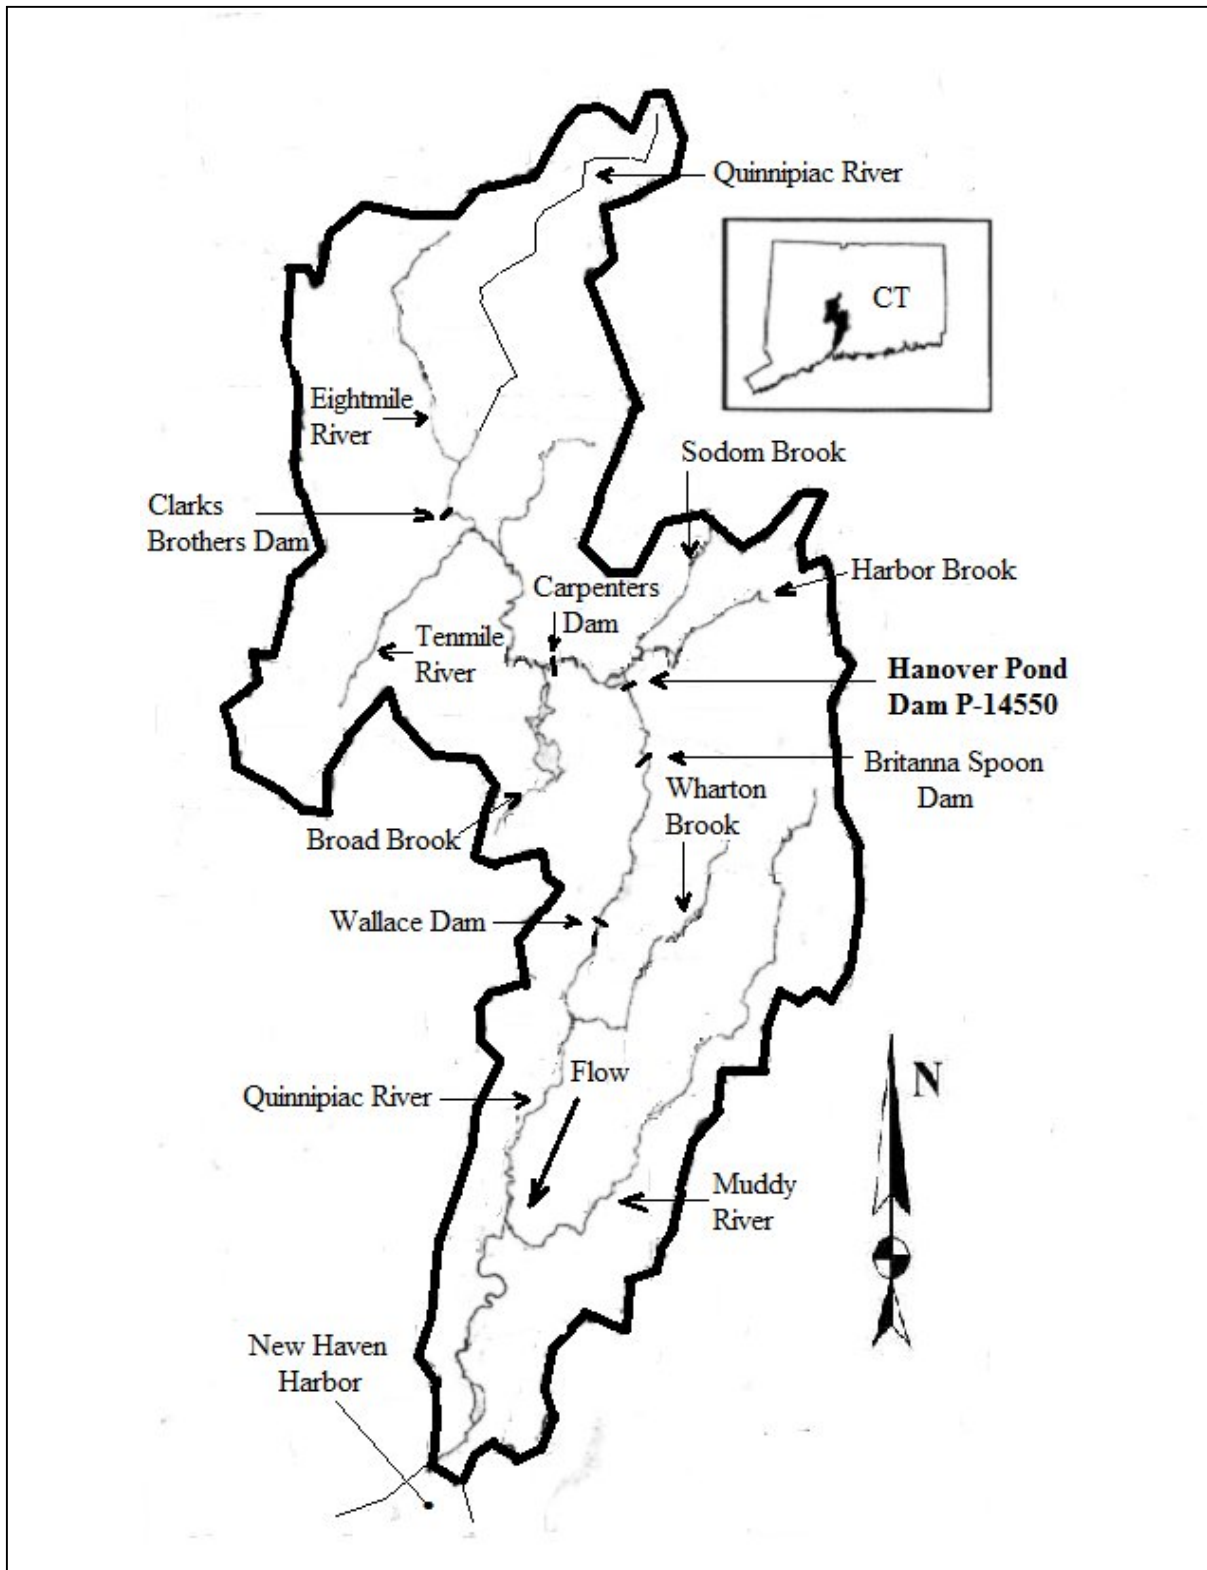 Quinnipiac River
CT
Eightmile
River
Sodom Brook
Clarks
Brothers Dam
Harbor Brook
Carpenters
Dam
Tenmile
River
Hanover Pond
Dam P-14550
Britanna Spoon
Dam
Wharton
Brook
Broad Brook
Wallace Dam
Flow
N
Quinnipiac River
Muddy
River
New Haven
Harbor